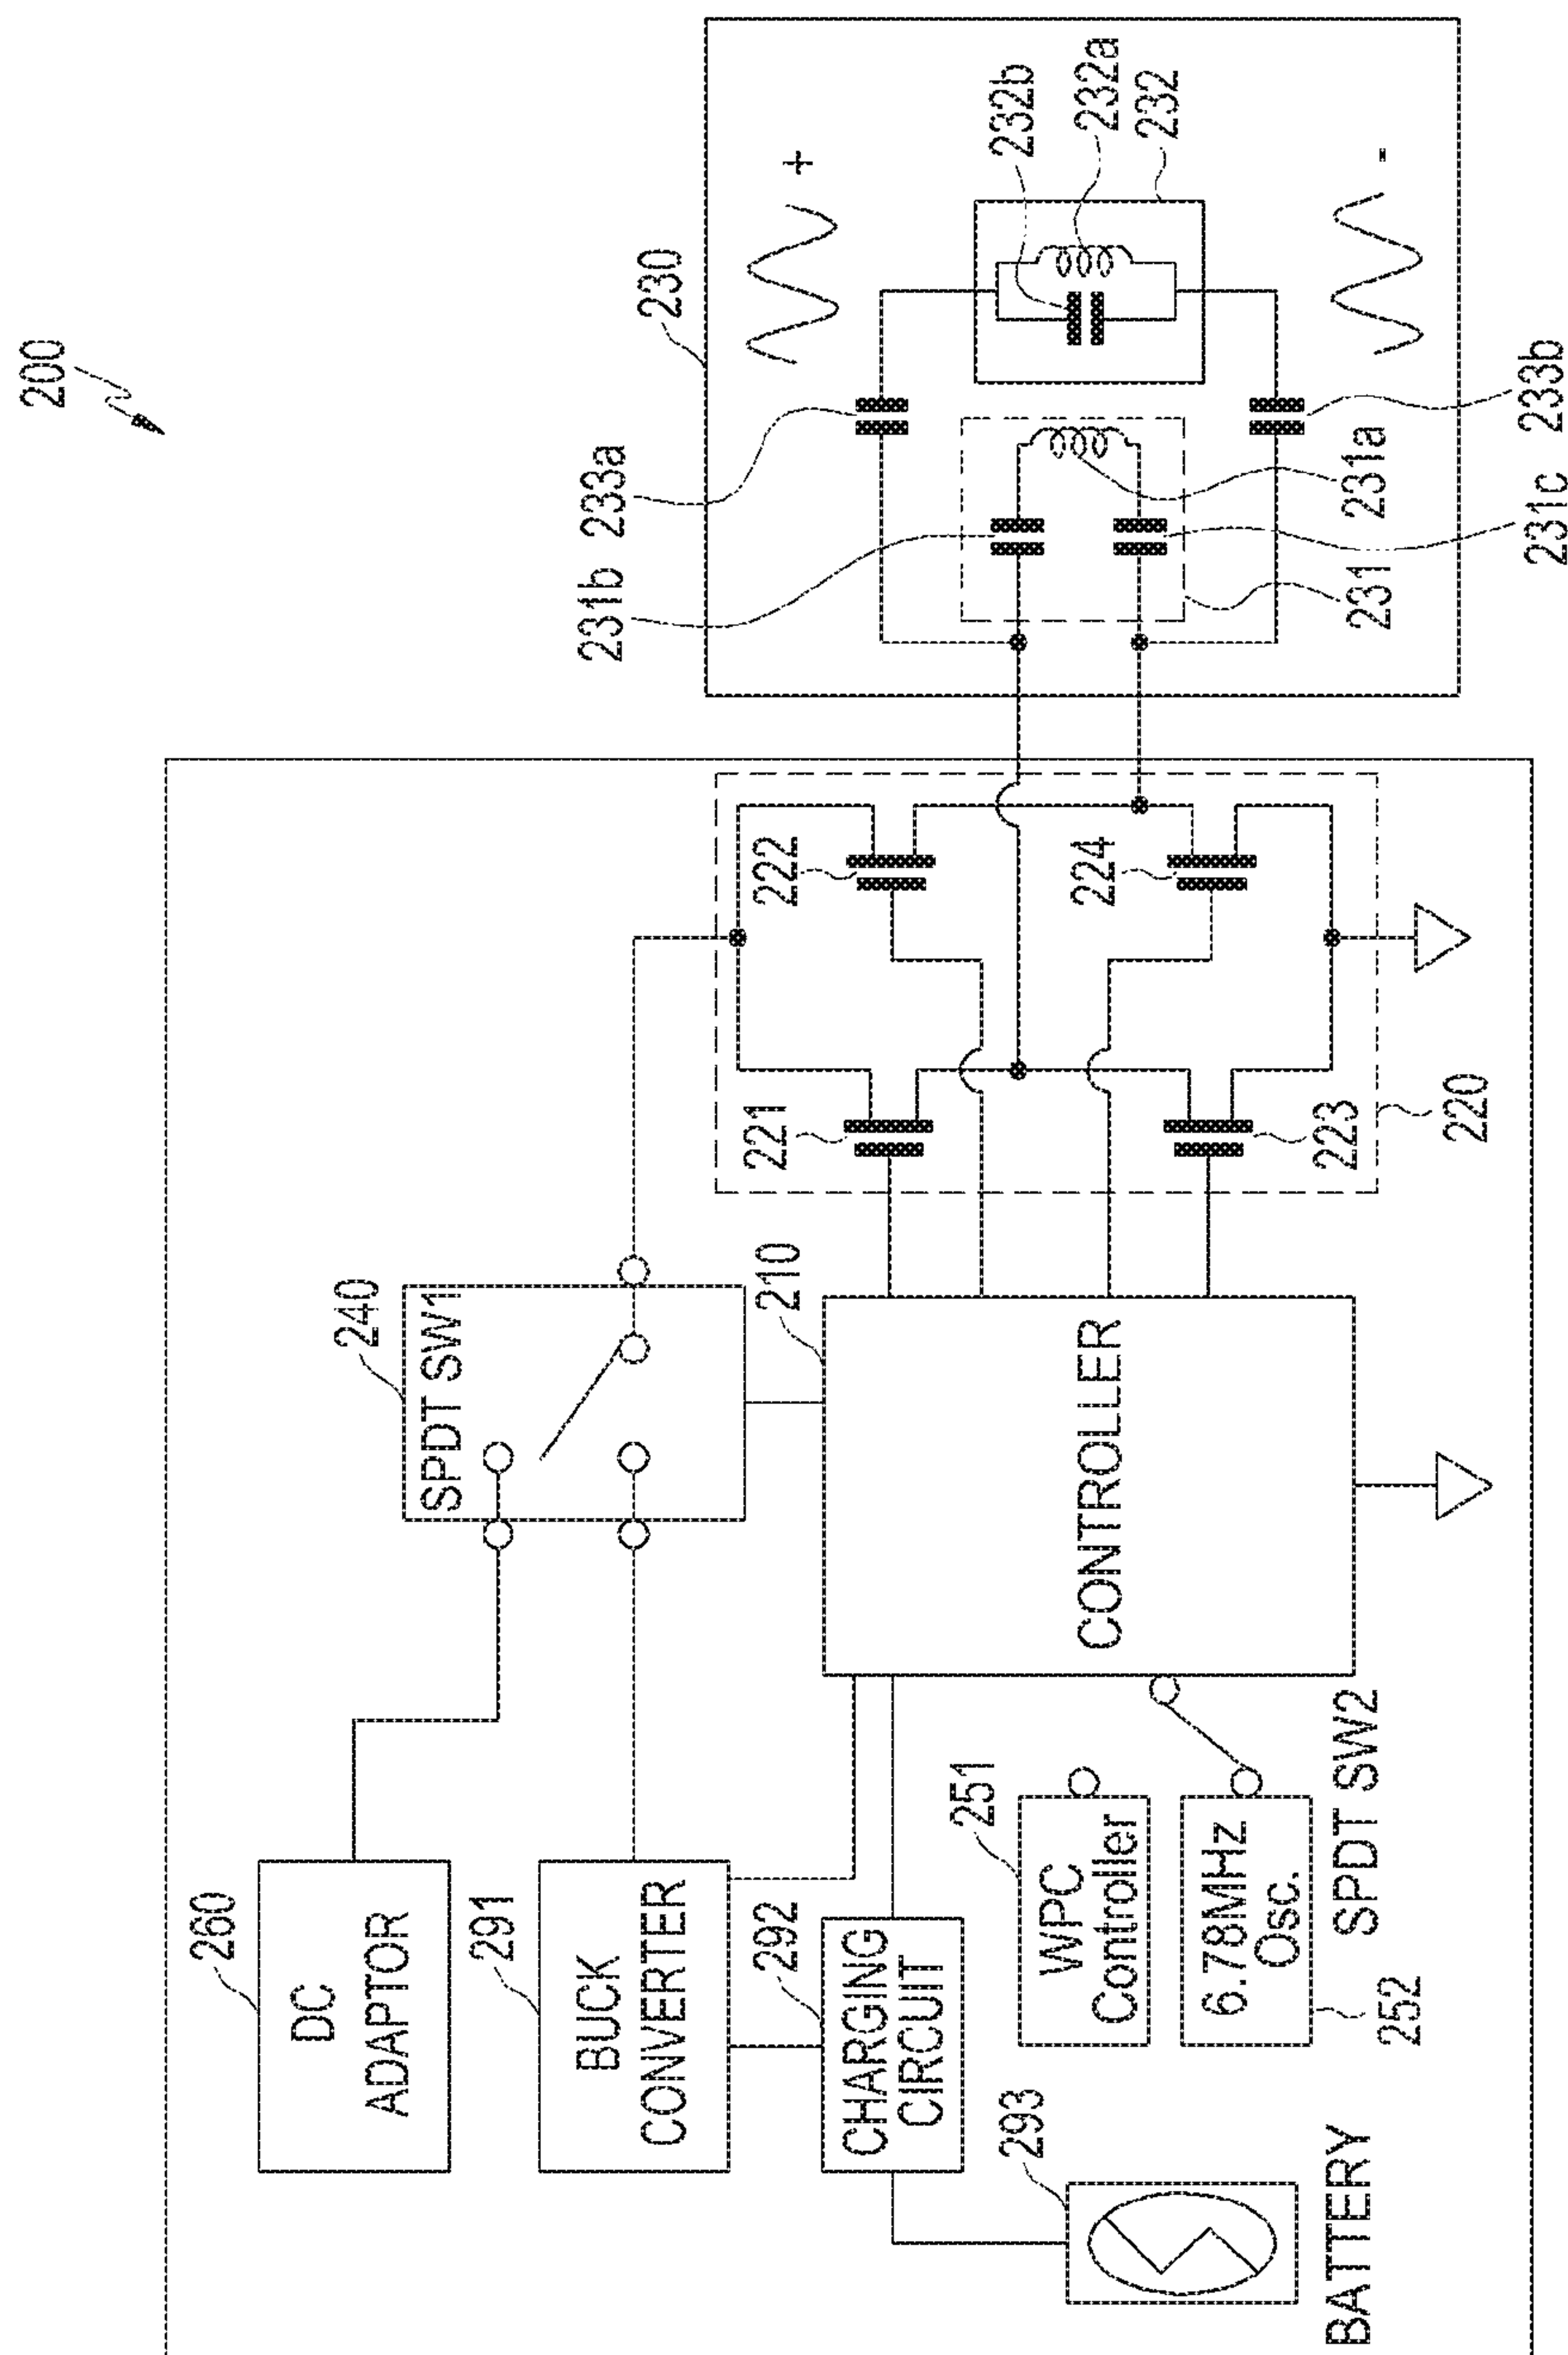 200
230
232b
232a
232
+
-
231b
233a
233b
231a
231c
231
222
224
221
223
220
240
SPDT SW1
210
CONTROLLER
260
DC
ADAPTOR
291
BUCK
CONVERTER
292
CHARGING
CIRCUIT
251
WPC
Controller
6.78MHz
Osc.
252
SPDT SW2
293
BATTERY